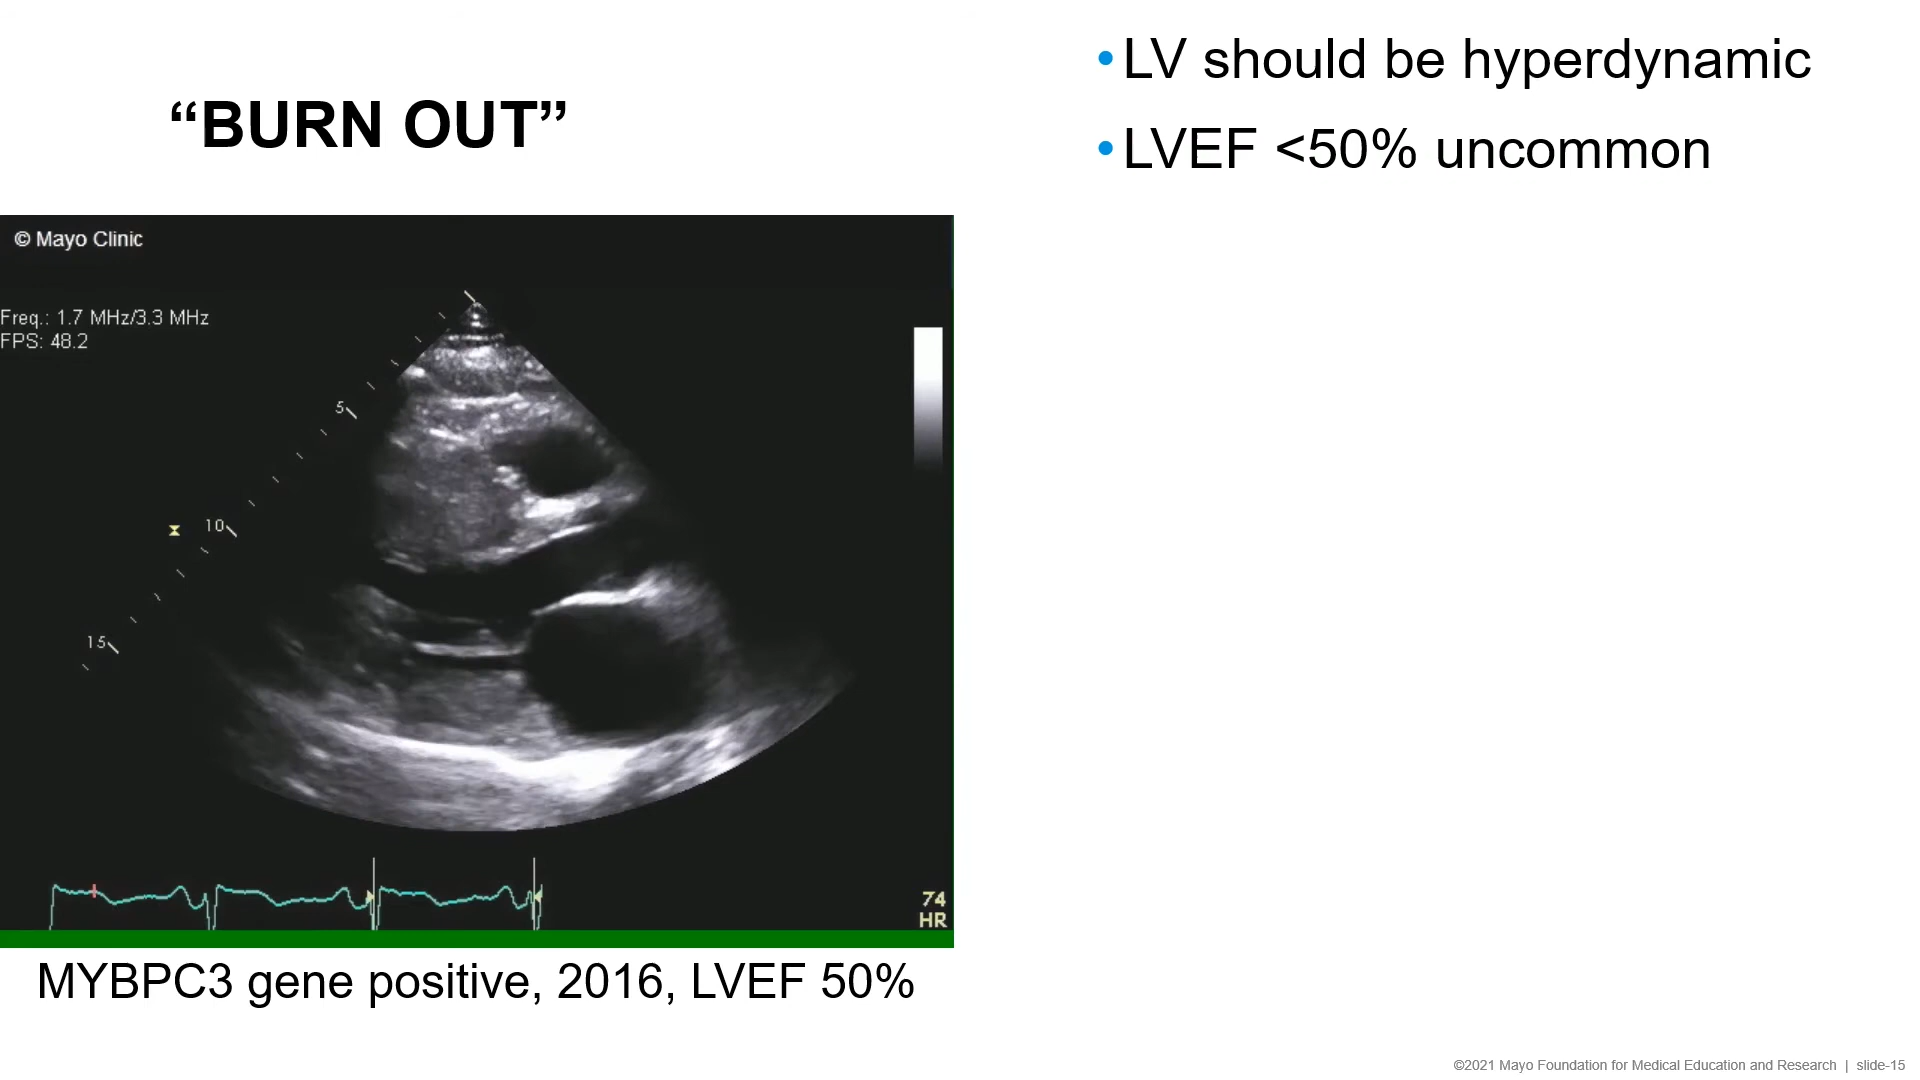 “BURN OUT”
• LV should be hyperdynamic
• LVEF <50% uncommon
© Mayo Clinic
Freq.: 1.7 MHz/3.3 MHz
FPS: 48.2
5
10
15
74
HR
MYBPC3 gene positive, 2016, LVEF 50%
©2021 Mayo Foundation for Medical Education and Research | slide-15